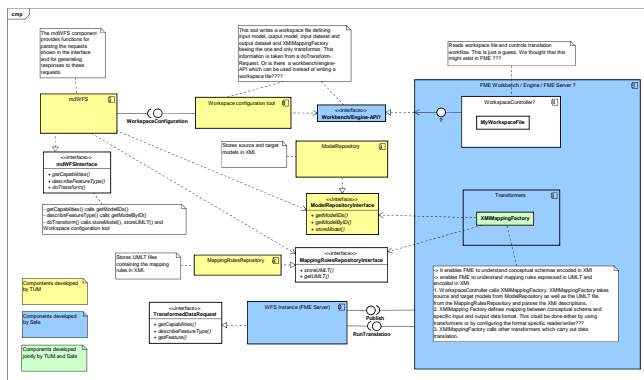 cmp
The mdWFS component
provides functions for
parsing the requests
shown in the interface
and for generating
responses to these
requests.
This tool writes a workspace file defining
input model, output model, input dataset and
output dataset and XMIMappingFactory
beeing the one and only transformer. This
information is taken from a doTransform-
Request. Or is there a workbench/engine-
API which can be used instead of writing a
workspace file????
Reads workspace file and controls translation
workflow. This is just a guess. We thought that this
might exist in FME ???
FME Workbench / Engine / FME Server ?
mdWFS
WorkspaceConfiguration
Workspace configuration tool
<<interface>>
Workbench/Engine-API?
?
WorkspaceController?
MyWorkspaceFile
<<interface>>
mdWFSInterface
+ getCapabilities()
+ describeFeatureType()
+ doTransform()
Stores source and target
models in XMI.
ModelRepository
- getCapabilities() calls getModelIDs()
- describeFeatureType() calls getModelByID()
- doTransform() calls storeModel(), storeUMLT() and
Workspace configuration tool
<<interface>>
ModelRepositoryInterface
+ getModelIDs()
+ getModelByID()
+ storeModel()
Transformers
XMIMappingFactory
Stores UMLT files
containing the mapping
rules in XMI.
MappingRulesRepository
<<interface>>
MappingRulesRepositoryInterface
+ storeUMLT()
+ getUMLT()
-> It enables FME to understand conceptual schemas encoded in XMI
-> enables FME to understand mapping rules expressed in UMLT and
encoded in XMI
1. WorkspaceController calls XMIMappingFactory. XMIMappingFactory takes
source and target models from ModelRepository as well as the UMLT file
from the MappingRulesRepository and parses the XMI descriptions.
2. XMIMapping Factory defines mapping between conceptual schema and
specific input and output data format. This could be done either by using
transformers or by configuring the format specific reader/writer???
3. XMIMappingFactory calls other transformers which carry out data
translation.
Components developed
by TUM
Components developed
by Safe
Components developed
jointly by TUM and Safe
<<interface>>
TransformedDataRequest
+ getCapabilities()
+ describeFeatureType()
+ getFeature()
WFS Instance (FME Server)
Publish
RunTranslation